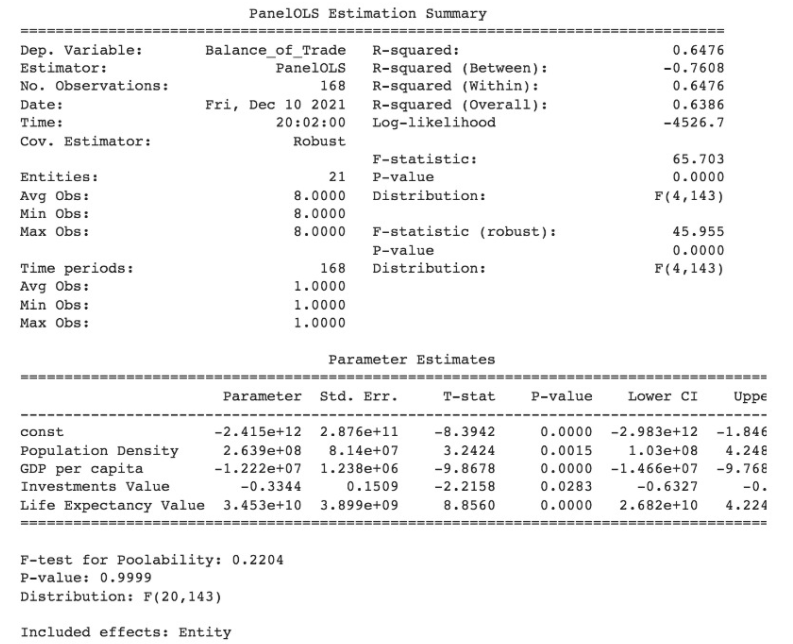 PanelOLS Estimation Summary
Dep. Variable: Balance_of_Trade R-squared: 0.6476
Estimator: PanelOLS R-squared (Between): -0.7608
No. Observations: 168 R-squared (Within): 0.6476
Date: Fri, Dec 10 2021 R-squared (Overall): 0.6386
Time: 20:02:00 Log-likelihood -4526.7
Cov. Estimator: Robust
F-statistic: 65.703
Entities: 21 P-value 0.0000
Avg Obs: 8.0000 Distribution: F(4,143)
Min Obs: 8.0000
Max Obs: 8.0000 F-statistic (robust): 45.955
P-value 0.0000
Time periods: 168 Distribution: F(4,143)
Avg Obs: 1.0000
Min Obs: 1.0000
Max Obs: 1.0000
Parameter Estimates
Parameter Std. Err. T-stat P-value Lower CI Uppe
const -2.415e+12 2.876e+11 -8.3942 0.0000 -2.983e+12 -1.846
Population Density 2.639e+08 8.14e+07 3.2424 0.0015 1.03e+08 4.248
GDP per capita -1.222e+07 1.238e+06 -9.8678 0.0000 -1.466e+07 -9.768
Investments Value -0.3344 0.1509 -2.2158 0.0283 -0.6327 -0.
Life Expectancy Value 3.453e+10 3.899e+09 8.8560 0.0000 2.682e+10 4.224
F-test for Poolability: 0.2204
P-value: 0.9999
Distribution: F(20,143)
Included effects: Entity